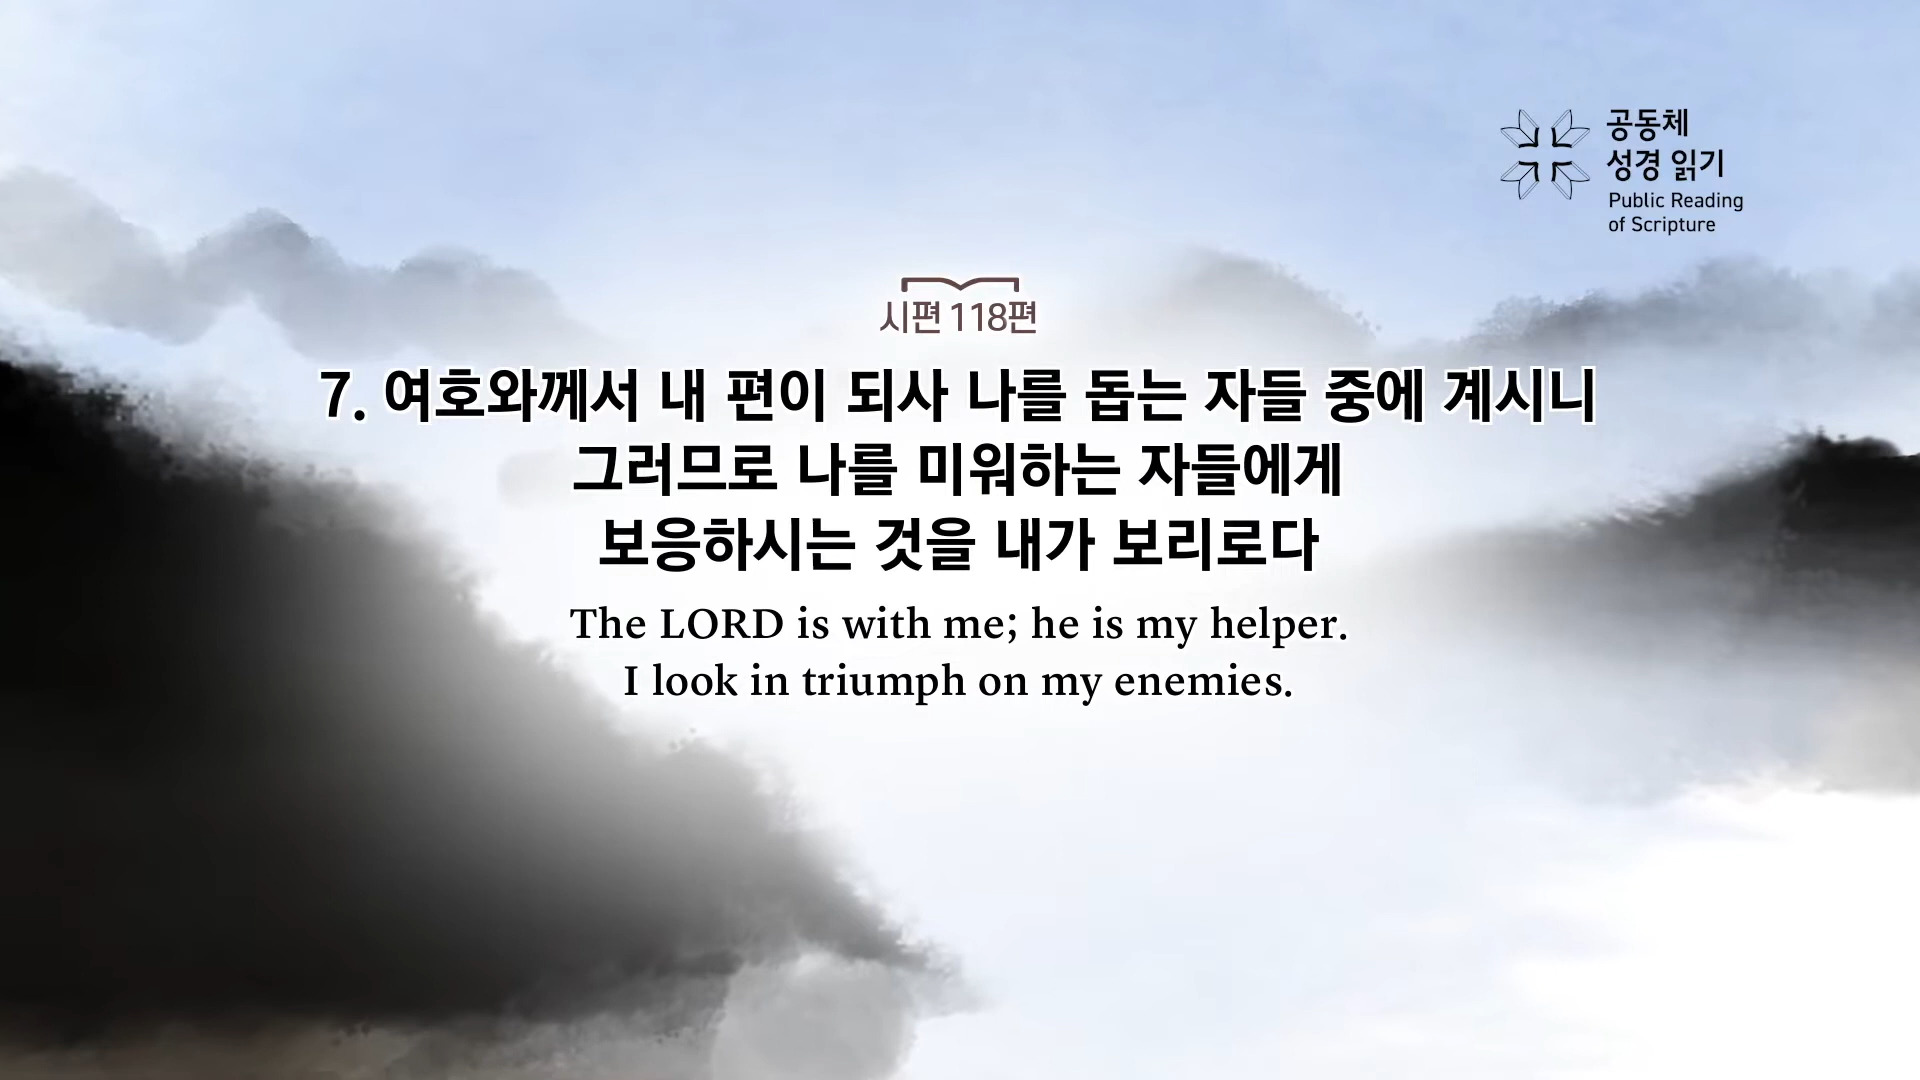 공동체
성경 읽기
Public Reading
of Scripture
시편 118편
7. 여호와께서 내 편이 되사 나를 돕는 자들 중에 계시니
그러므로 나를 미워하는 자들에게
보응하시는 것을 내가 보리로다
The LORD is with me; he is my helper.
I look in triumph on my enemies.